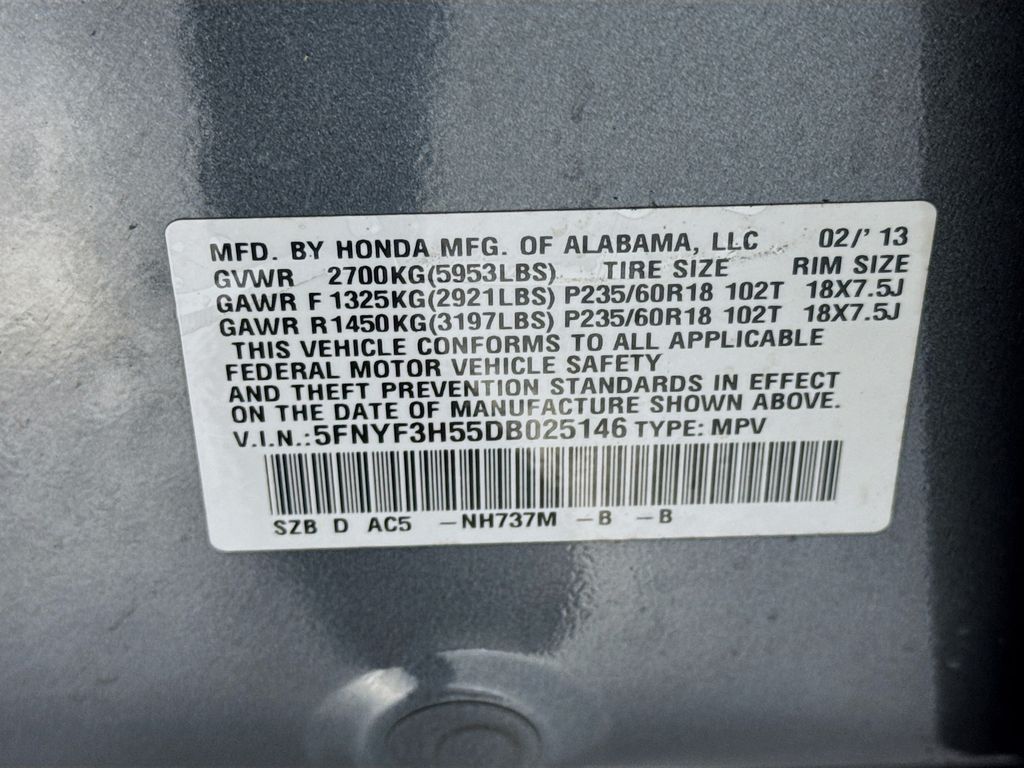 MFD. BY HONDA MFG. OF ALABAMA, LLC 02/' 13
GVWR 2700KG(5953LBS) TIRE SIZE RIM SIZE
GAWR F 1325KG(2921LBS) P235/60R18 102T 18X7.5J
GAWR R1450KG(3197LBS) P235/60R18 102T 18X7.5J
THIS VEHICLE CONFORMS TO ALL APPLICABLE
FEDERAL MOTOR VEHICLE SAFETY
AND THEFT PREVENTION STANDARDS IN EFFECT
ON THE DATE OF MANUFACTURE SHOWN ABOVE.
V.I.N.:5FNYF3H55DB025146 TYPE: MPV
SZB D AC5 -NH737M -B -B